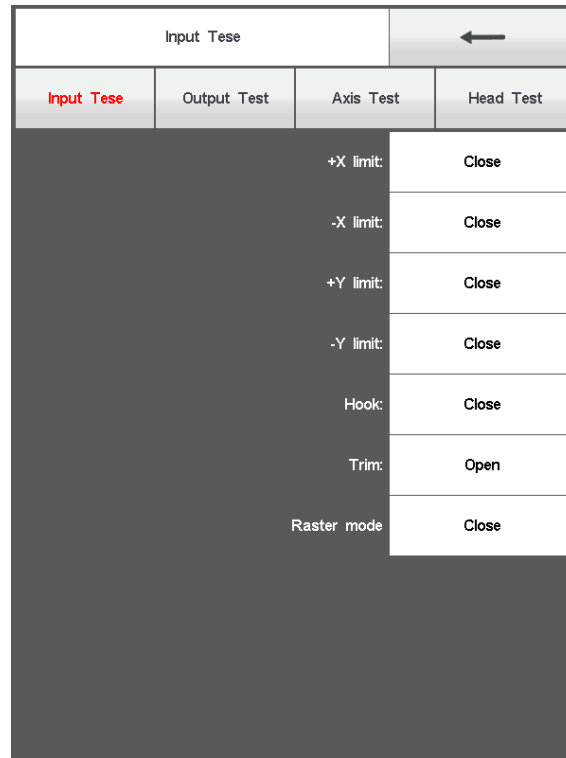 Input Tese
Input Tese Output Test Axis Test Head Test
+X limit: Close
-X limit: Close
+Y limit: Close
-Y limit: Close
Hook: Close
Trim: Open
Raster mode Close